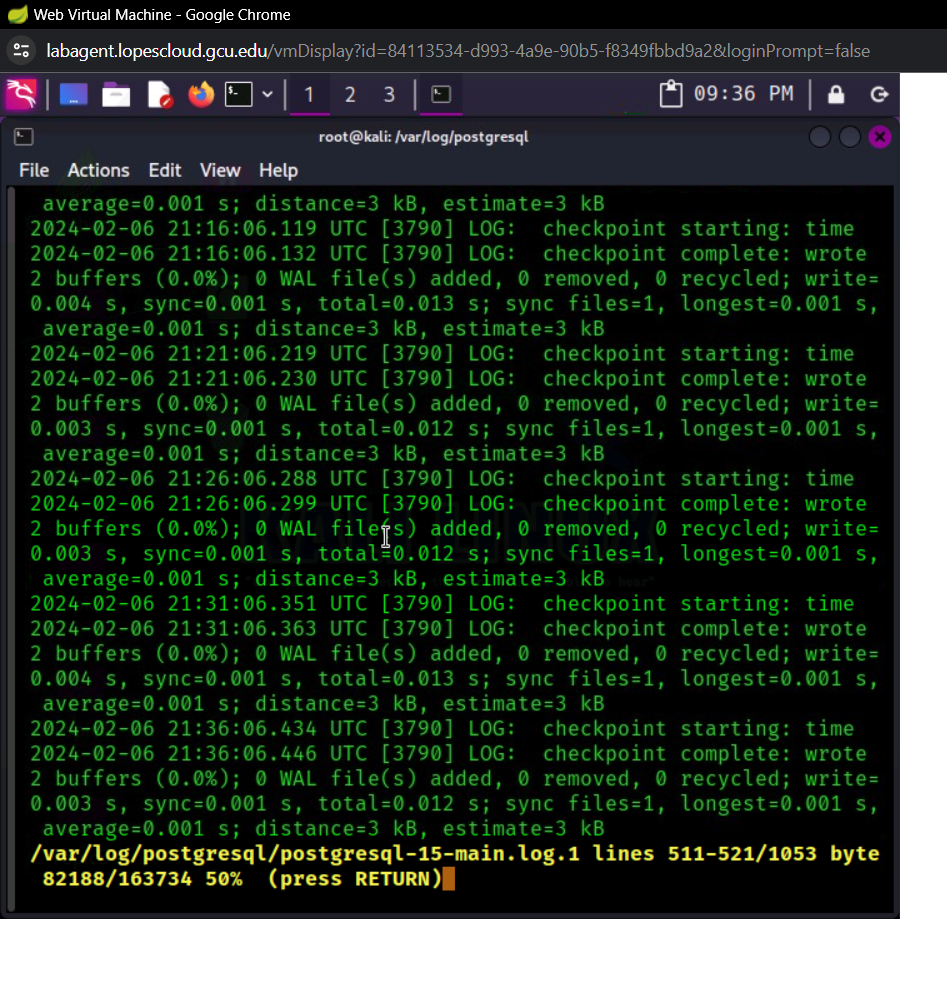 Web Virtual Machine - Google Chrome
labagent.lopescloud.gcu.edu/vmDisplay?id=84113534-d993-4a9e-90b5-f8349fbbd9a2&loginPrompt=false
1 2 3 09:36 PM
root@kali: /var/log/postgresql
File Actions Edit View Help
average=0.001 s; distance=3 kB, estimate=3 kB
2024-02-06 21:16:06.119 UTC [3790] LOG:  checkpoint starting: time
2024-02-06 21:16:06.132 UTC [3790] LOG:  checkpoint complete: wrote
2 buffers (0.0%); 0 WAL file(s) added, 0 removed, 0 recycled; write=
0.004 s, sync=0.001 s, total=0.013 s; sync files=1, longest=0.001 s,
average=0.001 s; distance=3 kB, estimate=3 kB
2024-02-06 21:21:06.219 UTC [3790] LOG:  checkpoint starting: time
2024-02-06 21:21:06.230 UTC [3790] LOG:  checkpoint complete: wrote
2 buffers (0.0%); 0 WAL file(s) added, 0 removed, 0 recycled; write=
0.003 s, sync=0.001 s, total=0.012 s; sync files=1, longest=0.001 s,
average=0.001 s; distance=3 kB, estimate=3 kB
2024-02-06 21:26:06.288 UTC [3790] LOG:  checkpoint starting: time
2024-02-06 21:26:06.299 UTC [3790] LOG:  checkpoint complete: wrote
2 buffers (0.0%); 0 WAL file(s) added, 0 removed, 0 recycled; write=
0.003 s, sync=0.001 s, total=0.012 s; sync files=1, longest=0.001 s,
average=0.001 s; distance=3 kB, estimate=3 kB
2024-02-06 21:31:06.351 UTC [3790] LOG:  checkpoint starting: time
2024-02-06 21:31:06.363 UTC [3790] LOG:  checkpoint complete: wrote
2 buffers (0.0%); 0 WAL file(s) added, 0 removed, 0 recycled; write=
0.004 s, sync=0.001 s, total=0.013 s; sync files=1, longest=0.001 s,
average=0.001 s; distance=3 kB, estimate=3 kB
2024-02-06 21:36:06.434 UTC [3790] LOG:  checkpoint starting: time
2024-02-06 21:36:06.446 UTC [3790] LOG:  checkpoint complete: wrote
2 buffers (0.0%); 0 WAL file(s) added, 0 removed, 0 recycled; write=
0.003 s, sync=0.001 s, total=0.012 s; sync files=1, longest=0.001 s,
average=0.001 s; distance=3 kB, estimate=3 kB
/var/log/postgresql/postgresql-15-main.log.1 lines 511-521/1053 byte
82188/163734 50%  (press RETURN)